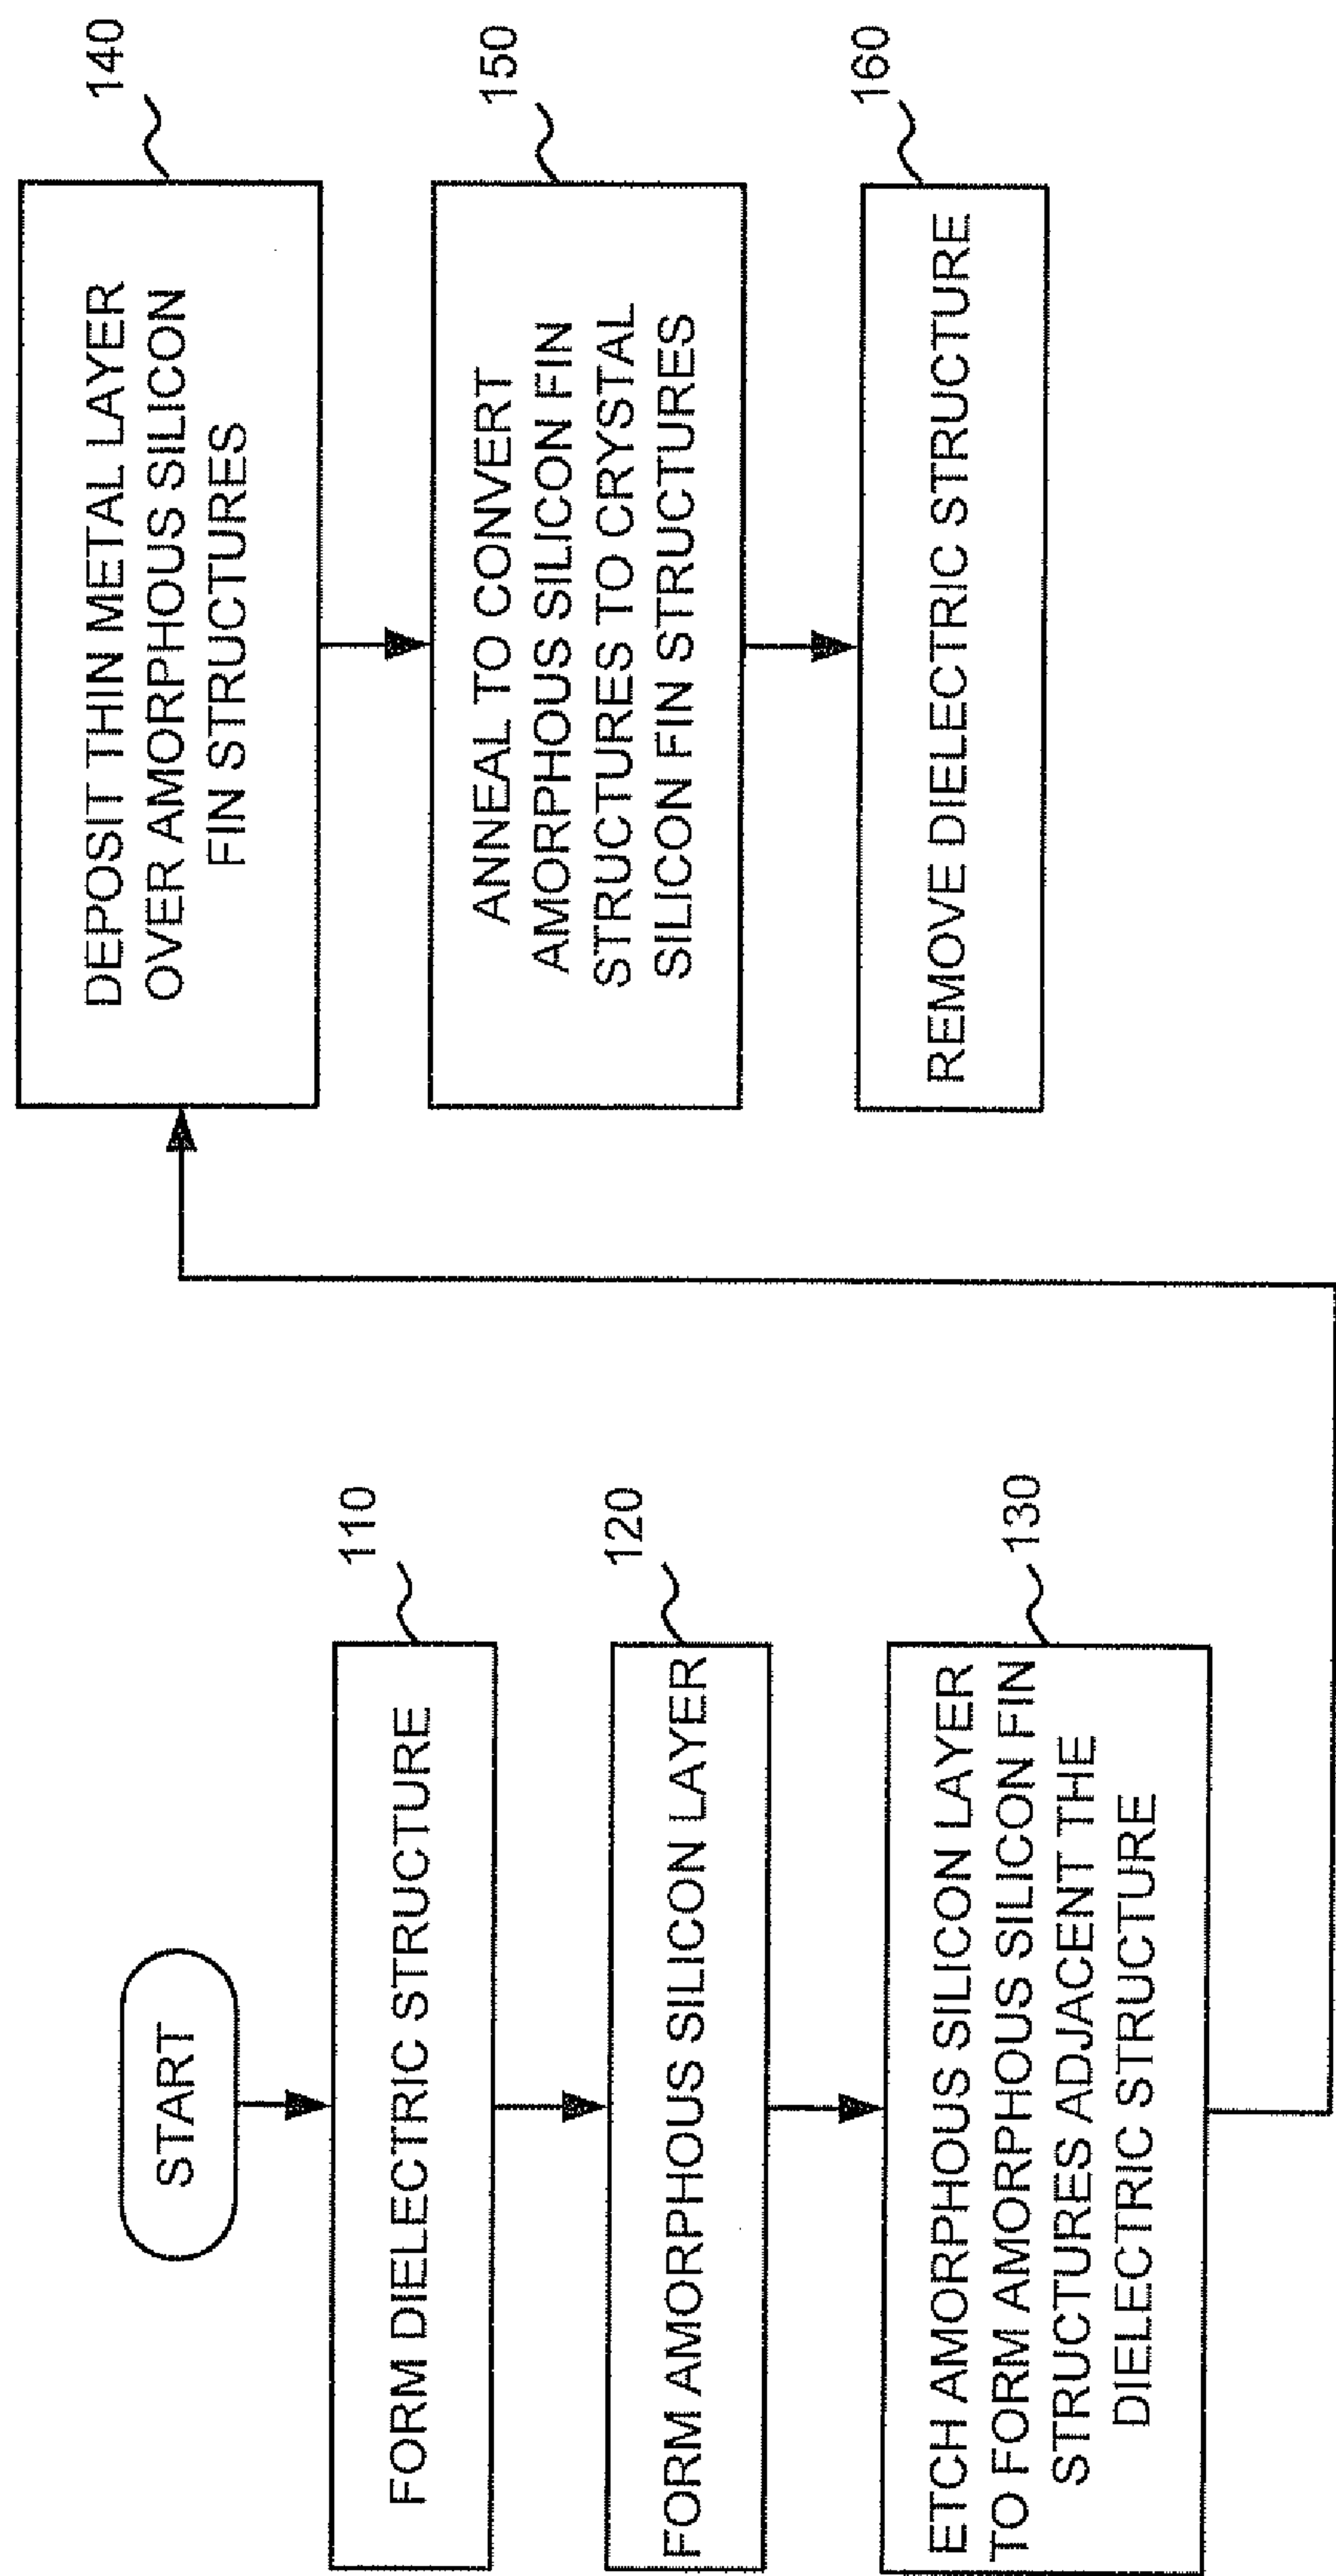 START
FORM DIELECTRIC STRUCTURE
110
FORM AMORPHOUS SILICON LAYER
120
ETCH AMORPHOUS SILICON LAYER
TO FORM AMORPHOUS SILICON FIN
STRUCTURES ADJACENT THE
DIELECTRIC STRUCTURE
130
DEPOSIT THIN METAL LAYER
OVER AMORPHOUS SILICON
FIN STRUCTURES
140
ANNEAL TO CONVERT
AMORPHOUS SILICON FIN
STRUCTURES TO CRYSTAL
SILICON FIN STRUCTURES
150
REMOVE DIELECTRIC STRUCTURE
160